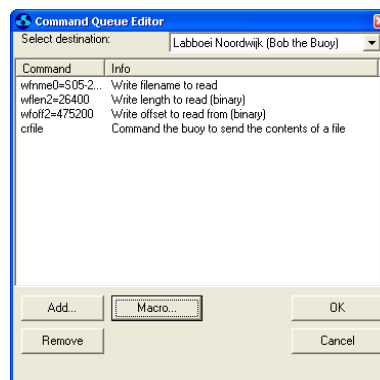 Command Queue Editor
Select destination: Labboei Noordwijk (Bob the Buoy)
Command Info
wfnme0=S05-2... Write filename to read
wflen2=26400 Write length to read (binary)
wfoff2=475200 Write offset to read from (binary)
crfile Command the buoy to send the contents of a file
Add... Macro... OK
Remove Cancel